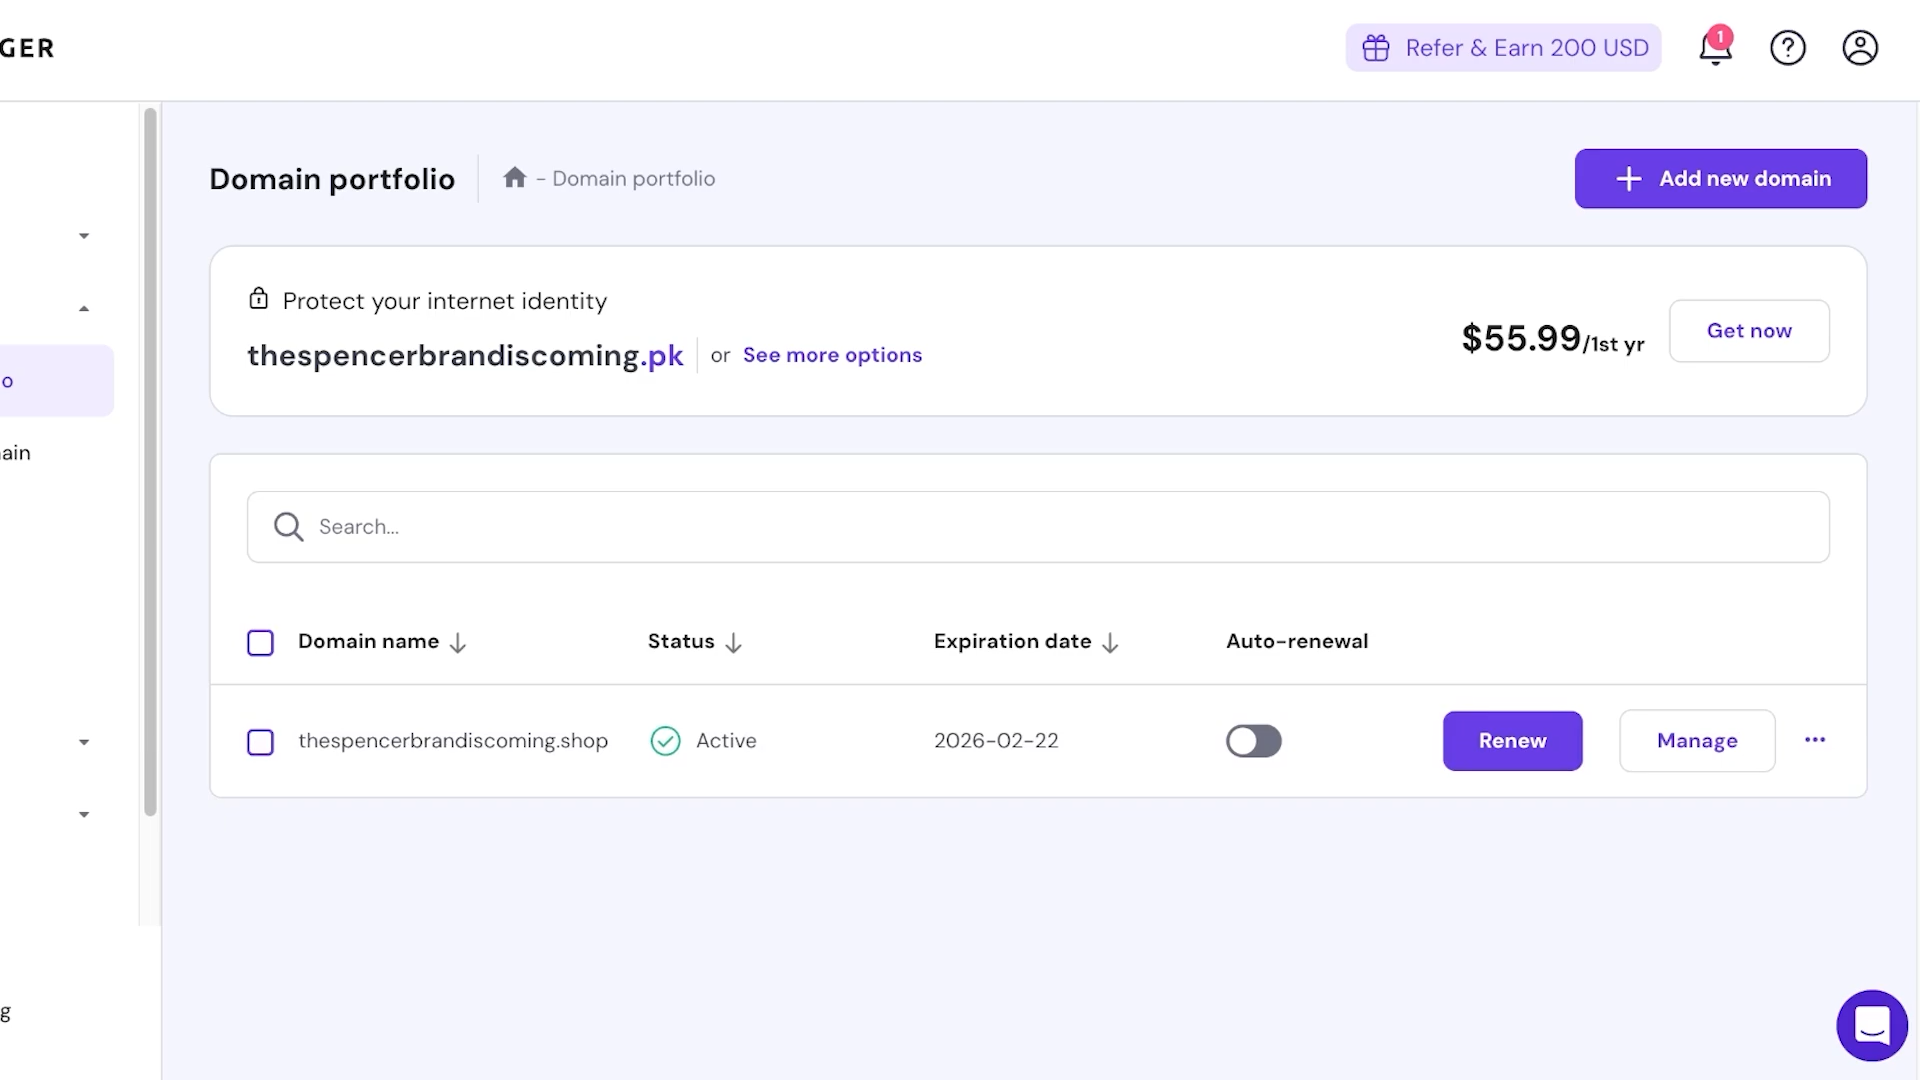 GER
Refer & Earn 200 USD
1
Domain portfolio
– Domain portfolio
Add new domain
Protect your internet identity
thespencerbrandiscoming.pk
or See more options
$55.99/1st yr
Get now
o
ain
Search...
Domain name
Status
Expiration date
Auto-renewal
thespencerbrandiscoming.shop
Active
2026-02-22
Renew
Manage
g